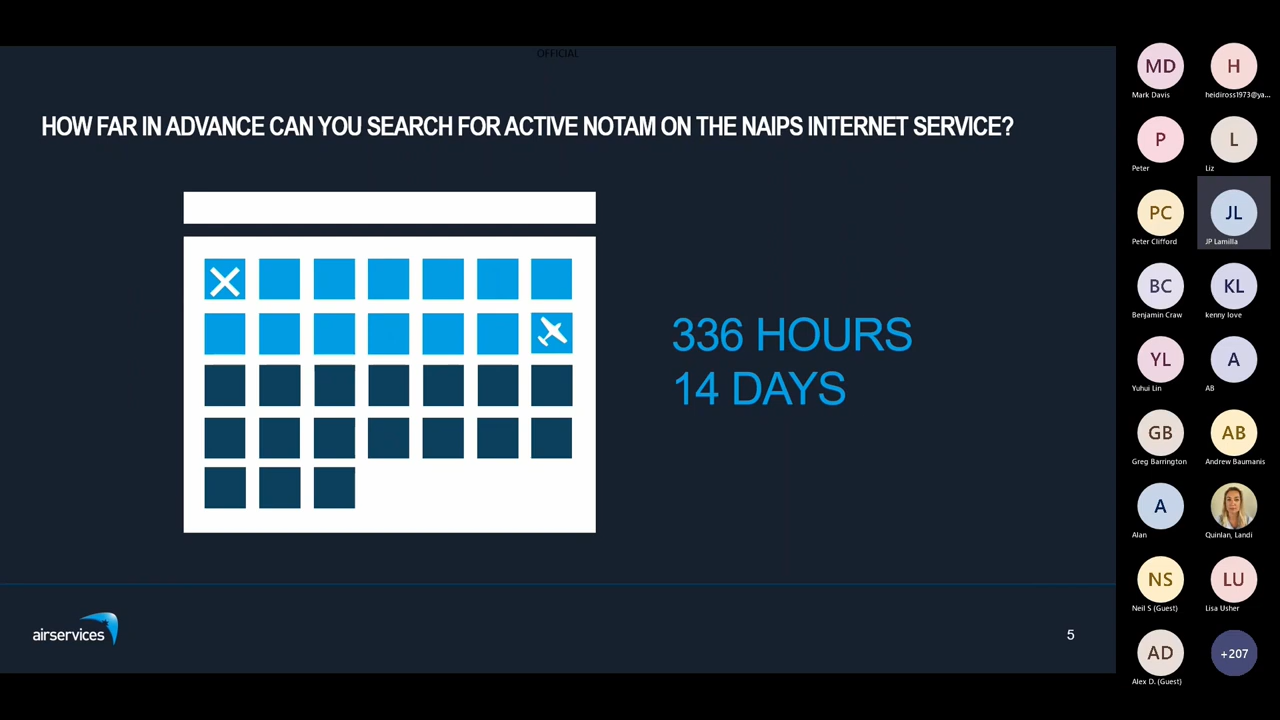 OFFICIAL
HOW FAR IN ADVANCE CAN YOU SEARCH FOR ACTIVE NOTAM ON THE NAIPS INTERNET SERVICE?
336 HOURS
14 DAYS
airservices
5
MD
Mark Davis
H
heidiross1973@ya...
P
Peter
L
Liz
PC
Peter Clifford
JL
JP Lamilla
BC
Benjamin Craw
KL
kenny love
YL
Yuhui Lin
A
AB
GB
Greg Barrington
AB
Andrew Baumanis
A
Alan
Quinlan, Landi
NS
Neil S (Guest)
LU
Lisa Usher
AD
Alex D. (Guest)
+207